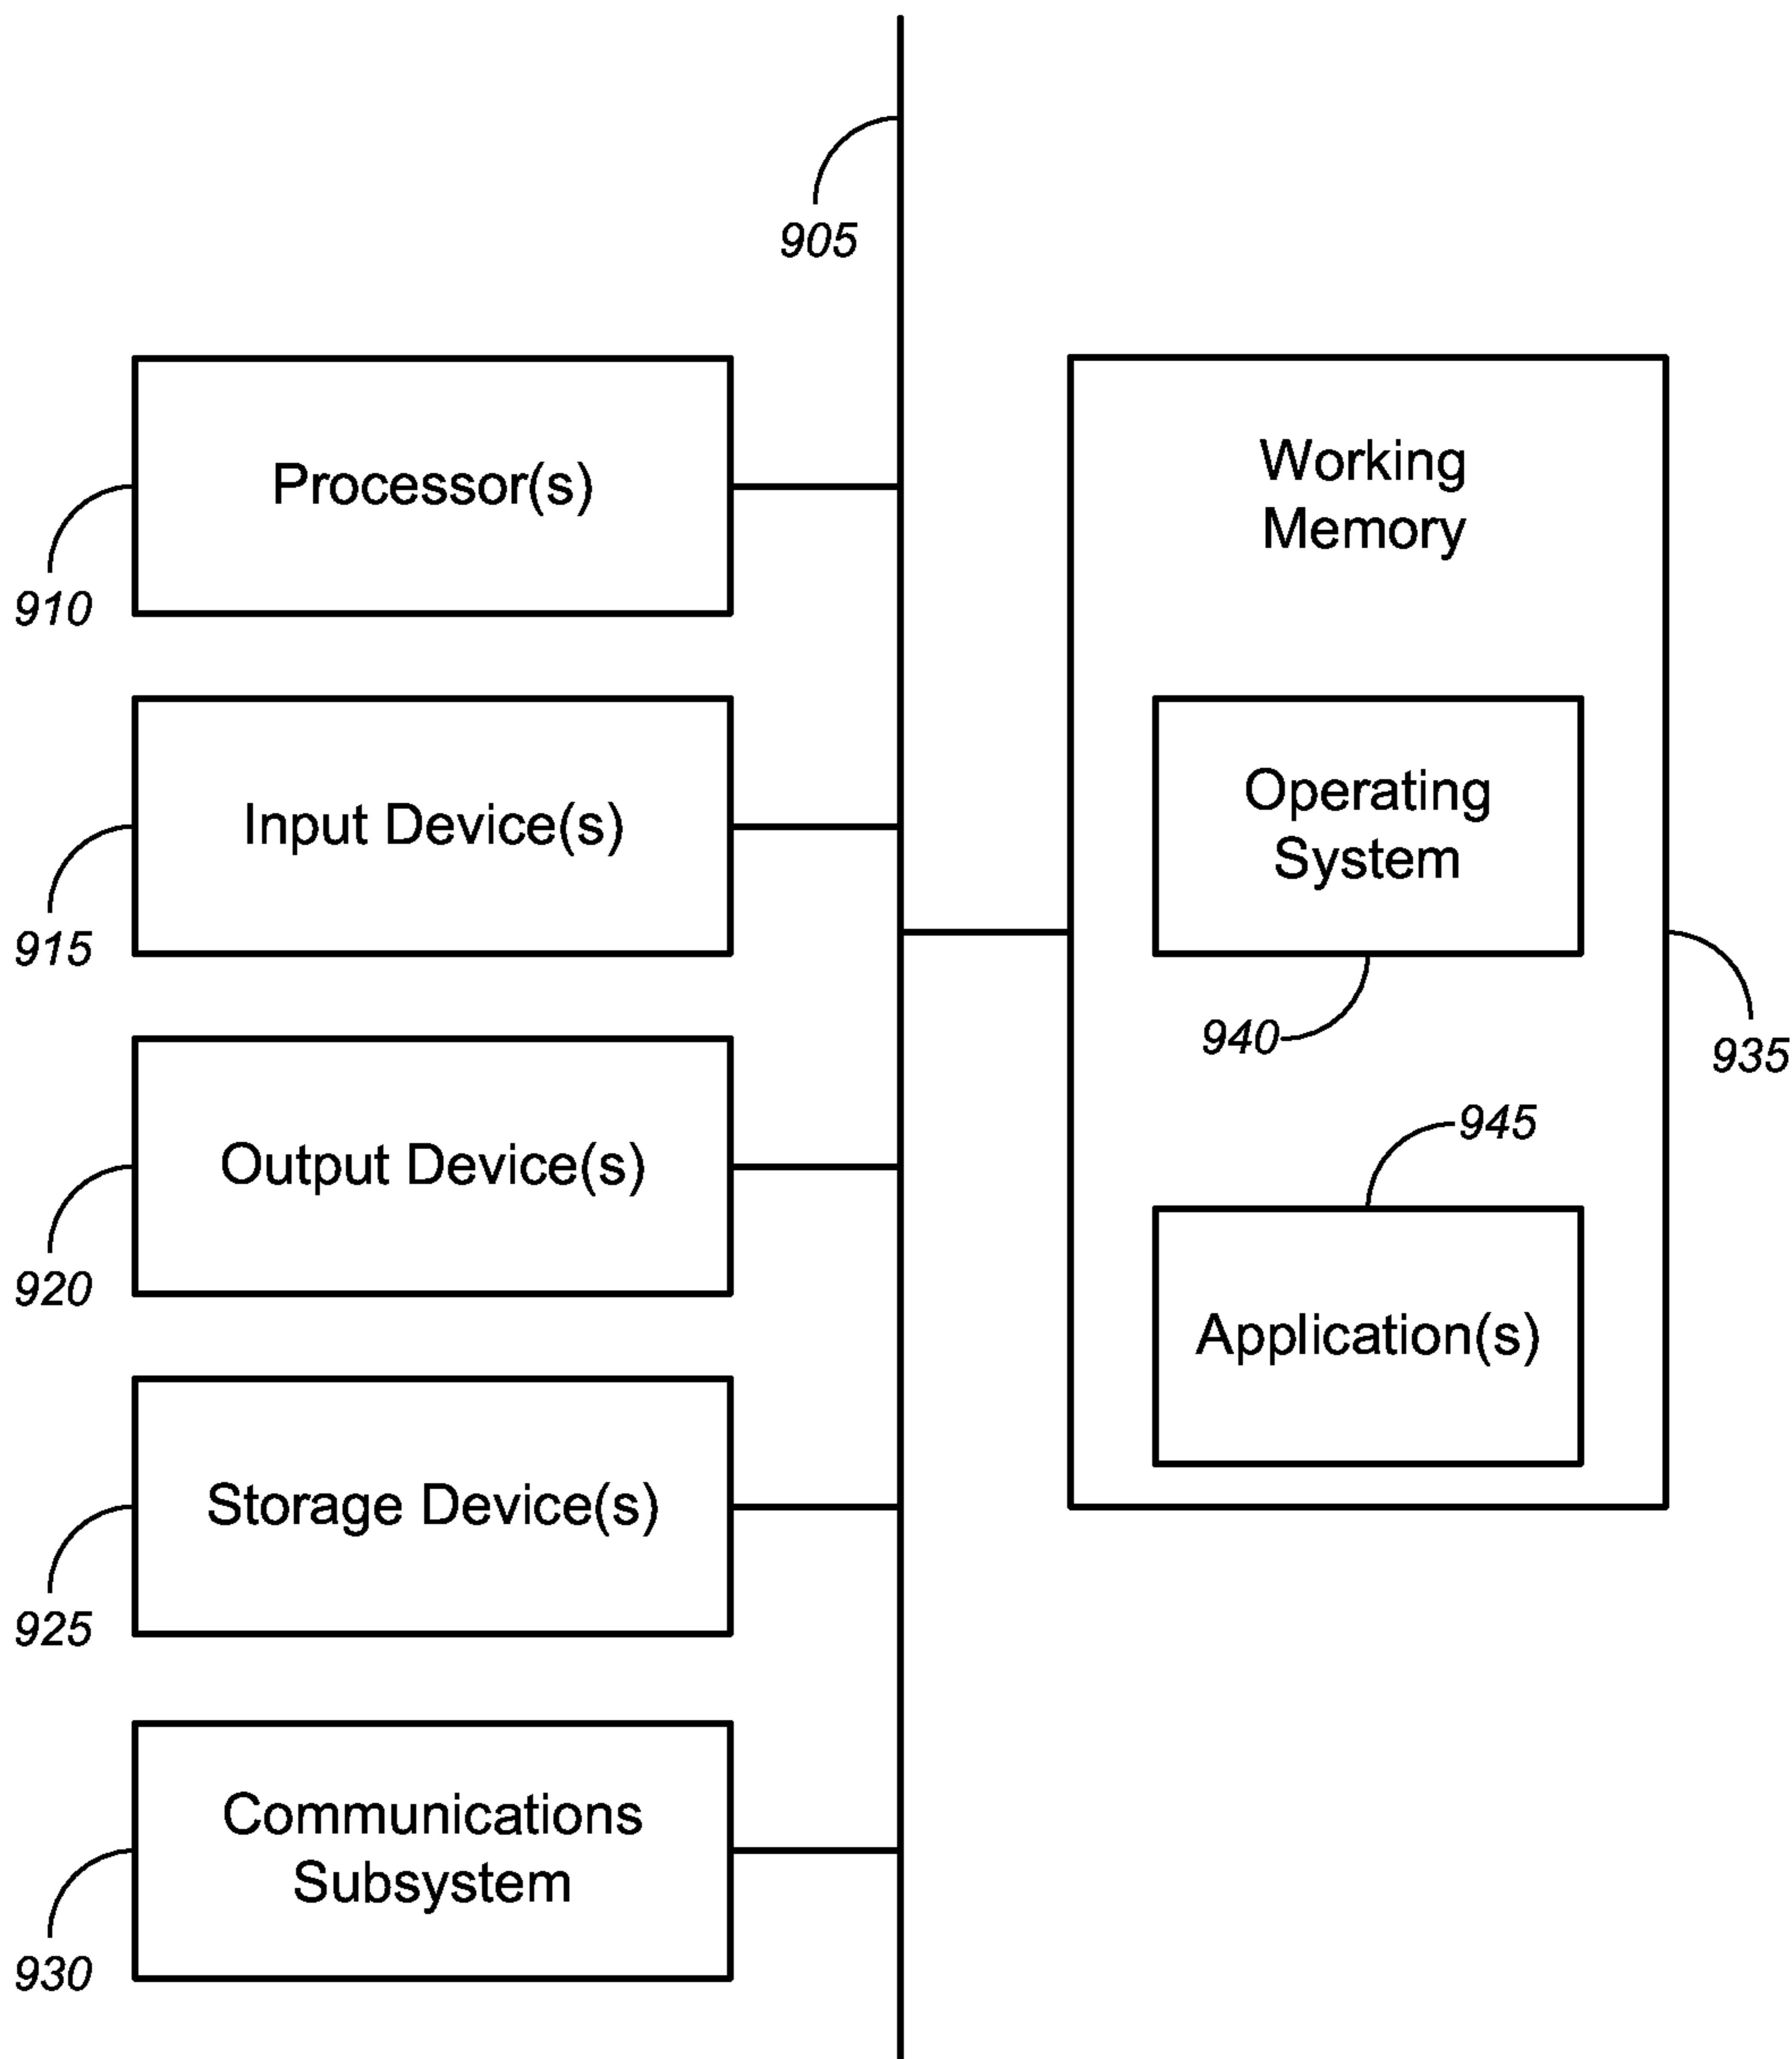 905
Processor(s)
910
Input Device(s)
915
Output Device(s)
920
Storage Device(s)
925
Communications
Subsystem
930
Working
Memory
Operating
System
940
935
945
Application(s)